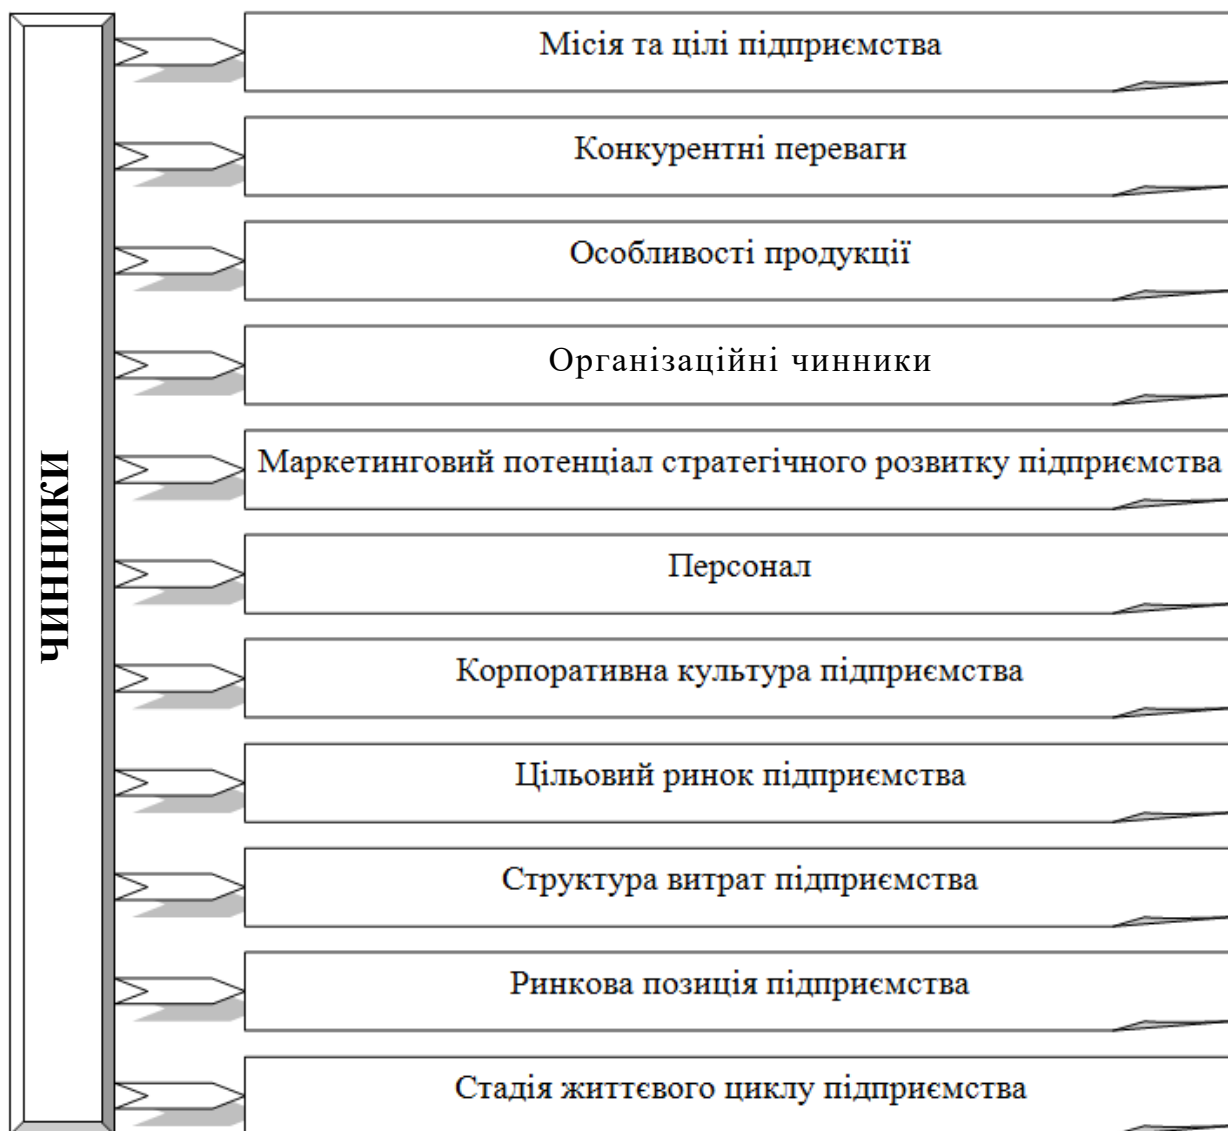 ЧИННИКИ
Місія та цілі підприємства
Конкурентні переваги
Особливості продукції
Організаційні чинники
Маркетинговий потенціал стратегічного розвитку підприємства
Персонал
Корпоративна культура підприємства
Цільовий ринок підприємства
Структура витрат підприємства
Ринкова позиція підприємства
Стадія життєвого циклу підприємства